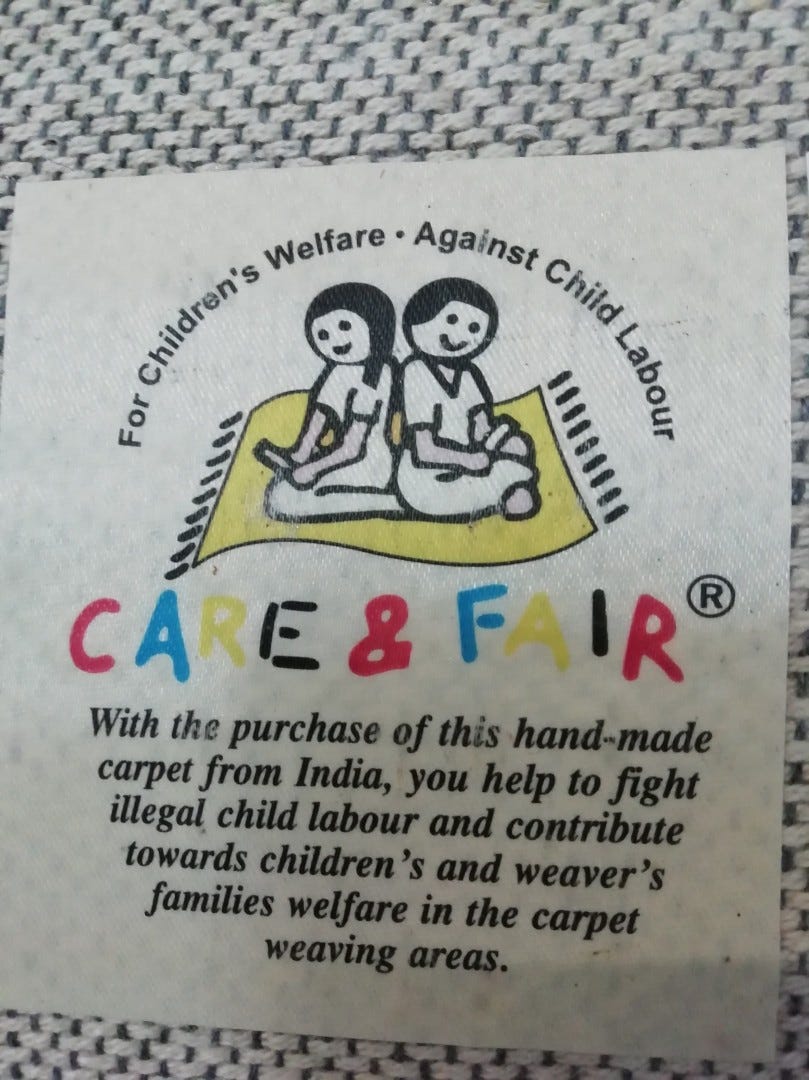 For Children's Welfare • Against Child Labour
CARE & FAIR®
With the purchase of this hand-made
carpet from India, you help to fight
illegal child labour and contribute
towards children's and weaver's
families welfare in the carpet
weaving areas.